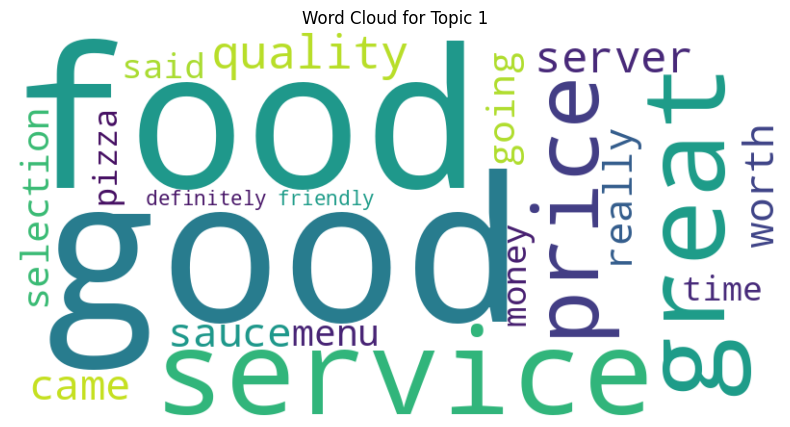 Word Cloud for Topic 1
food
said
quality
going
server
price
great
selection
pizza
definitely
friendly
really
worth
good
money
time
sauce
menu
came
service